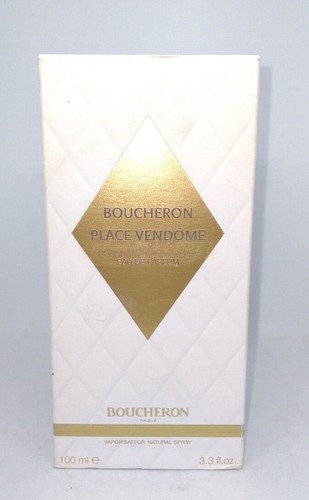 BOUCHERON
PLACE VENDOME
EAU DE PARFUM
BOUCHERON
PARIS
VAPORISATEUR NATURAL SPRAY
100 ml ℮ 3.3 fl.oz.